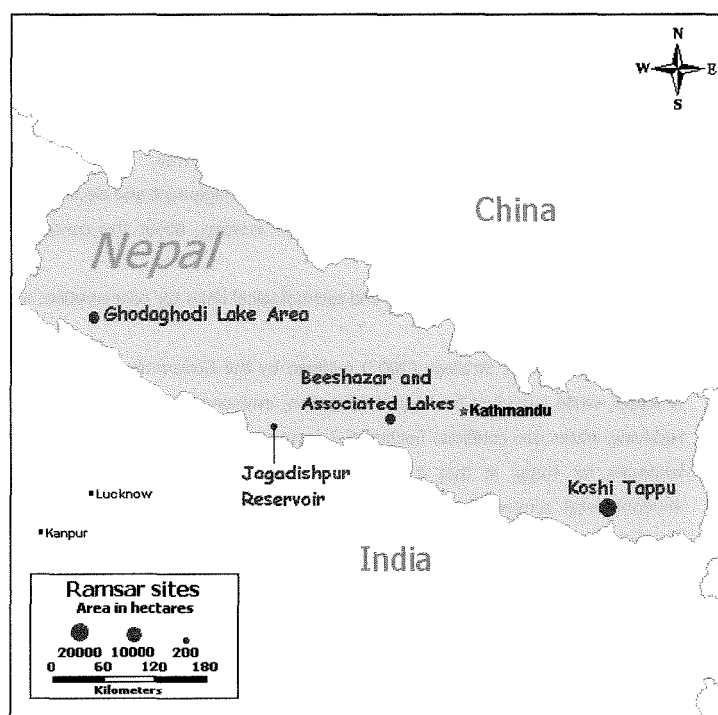 N
W E
S
China
Nepal
Ghodaghodi Lake Area
Beeshazar and
Associated Lakes
Kathmandu
Jagadishpur
Reservoir
Koshi Tappu
Lucknow
Kanpur
India
Ramsar sites
Area in hectares
20000 10000 200
0 60 120 180
Kilometers